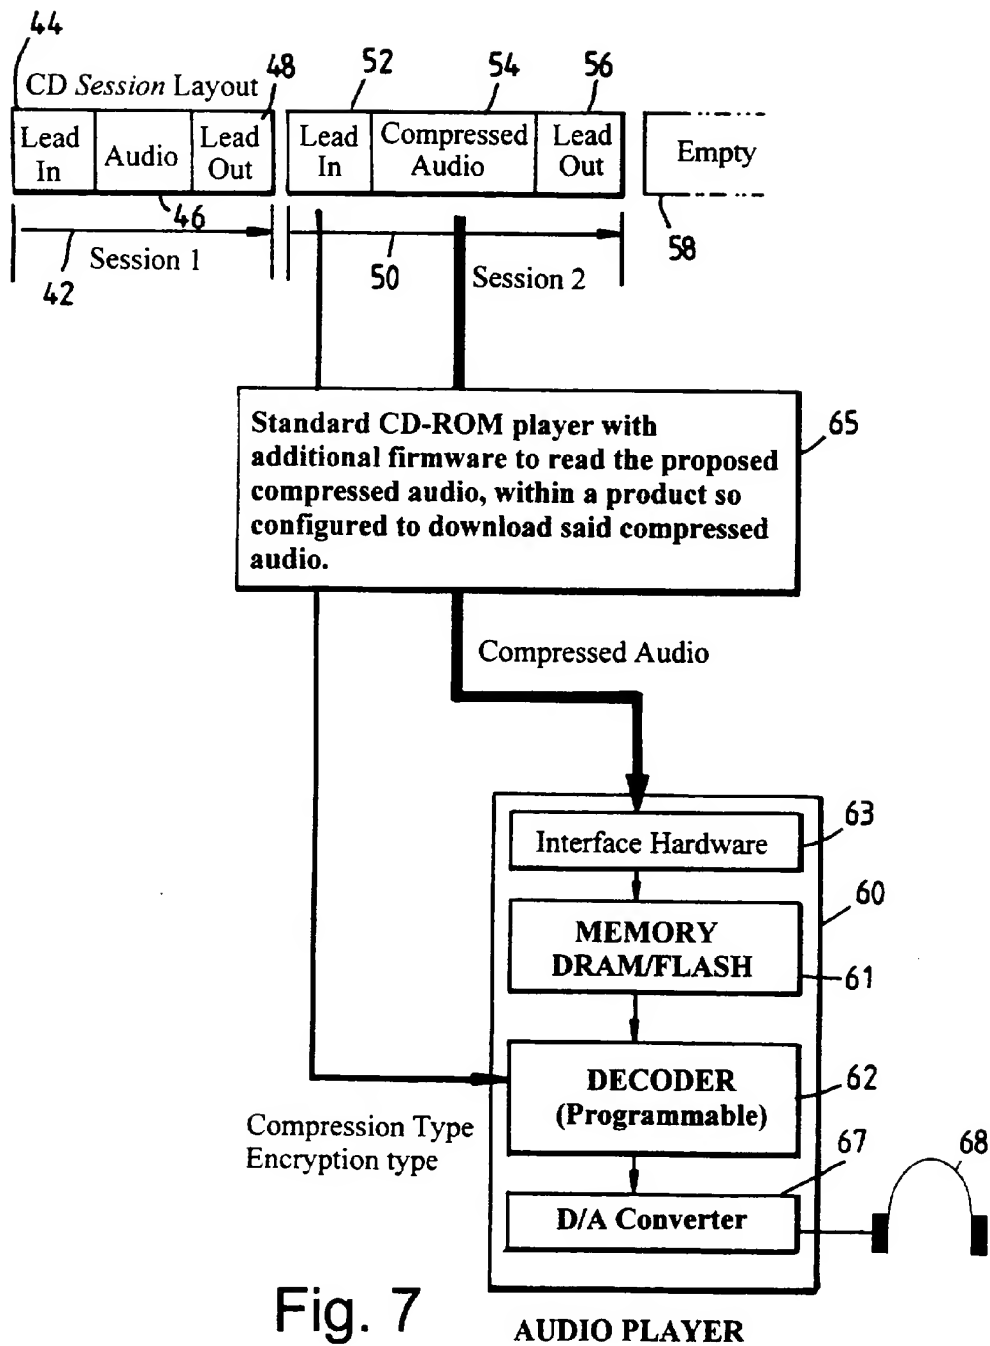 44
CD Session Layout
48
52
54
56
Lead In
Audio
Lead Out
Lead In
Compressed Audio
Lead Out
Empty
46
58
42
Session 1
50
Session 2
Standard CD-ROM player with
additional firmware to read the proposed
compressed audio, within a product so
configured to download said compressed
audio.
65
Compressed Audio
Interface Hardware
63
60
MEMORY
DRAM/FLASH
61
DECODER
(Programmable)
62
Compression Type
Encryption type
67
68
D/A Converter
Fig. 7
AUDIO PLAYER